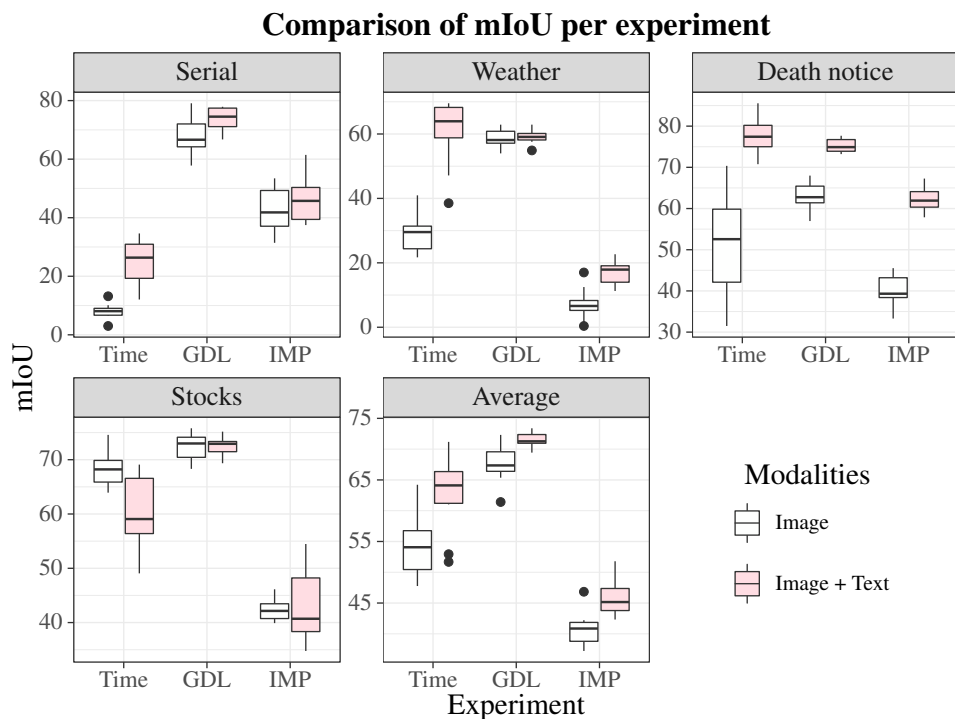 Comparison of mIoU per experiment
Serial
Weather
Death notice
80
60
40
20
0
60
40
20
0
80
70
60
50
40
30
Time GDL IMP
Time GDL IMP
Time GDL IMP
mIoU
Stocks
Average
70
60
50
40
75
65
55
45
Time GDL IMP
Time GDL IMP
Modalities
Image
Image + Text
Experiment